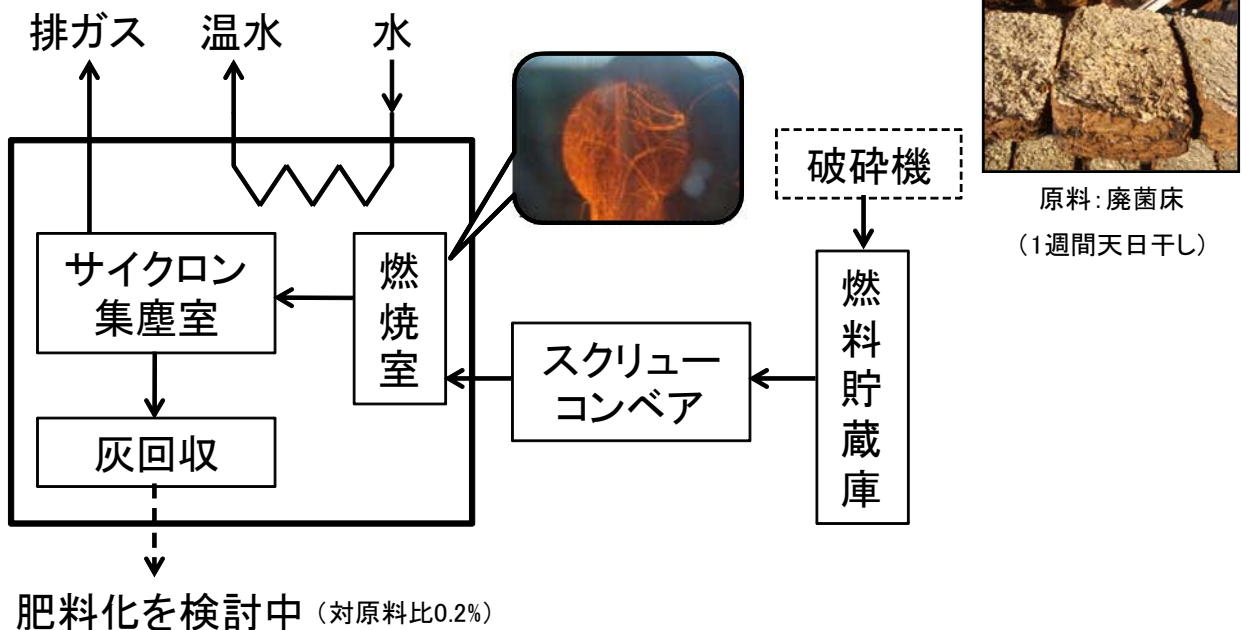 排ガス
温水
水
破砕機
原料：廃菌床
（1週間天日干し）
サイクロン
集塵室
燃焼室
スクリュー
コンベア
燃料貯蔵庫
灰回収
肥料化を検討中（対原料比0.2%）